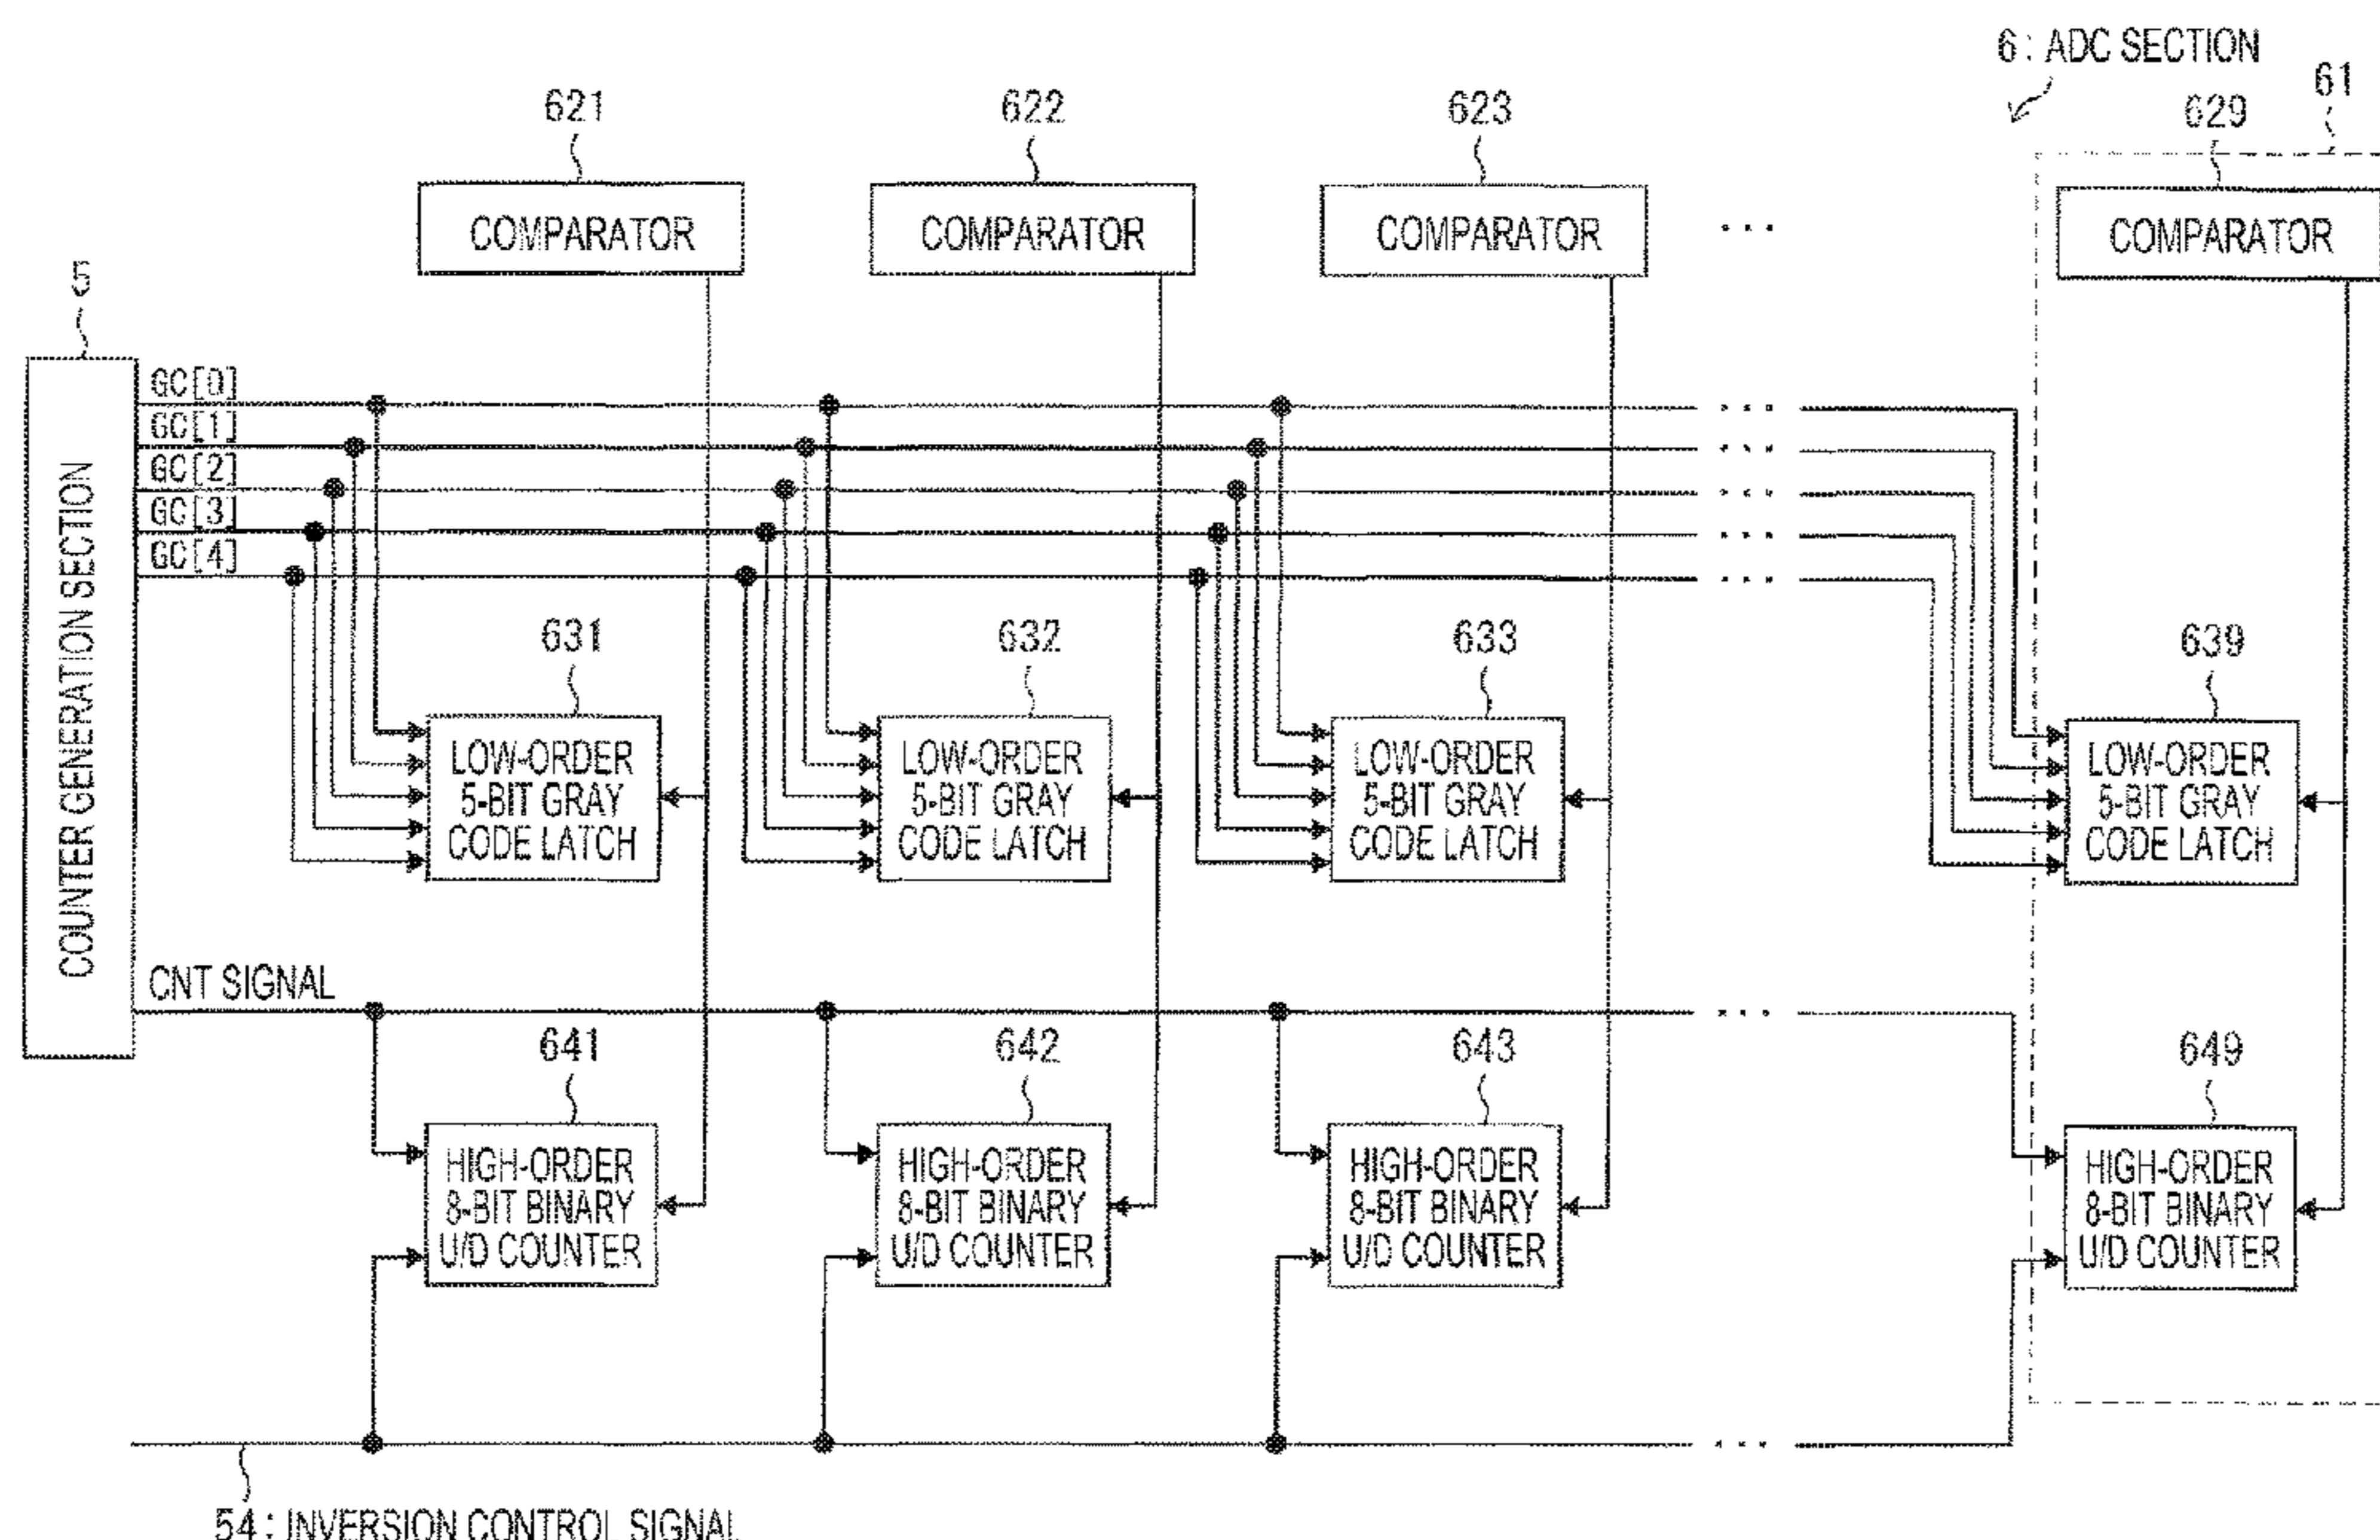 6 : ADC SECTION
61
621
622
623
629
COMPARATOR
COMPARATOR
COMPARATOR
...
COMPARATOR
5
COUNTER GENERATION SECTION
GC[0]
GC[1]
GC[2]
GC[3]
GC[4]
...
...
...
...
...
631
632
633
639
LOW-ORDER
5-BIT GRAY
CODE LATCH
LOW-ORDER
5-BIT GRAY
CODE LATCH
LOW-ORDER
5-BIT GRAY
CODE LATCH
LOW-ORDER
5-BIT GRAY
CODE LATCH
CNT SIGNAL
...
641
642
643
649
HIGH-ORDER
8-BIT BINARY
U/D COUNTER
HIGH-ORDER
8-BIT BINARY
U/D COUNTER
HIGH-ORDER
8-BIT BINARY
U/D COUNTER
HIGH-ORDER
8-BIT BINARY
U/D COUNTER
...
54 : INVERSION CONTROL SIGNAL